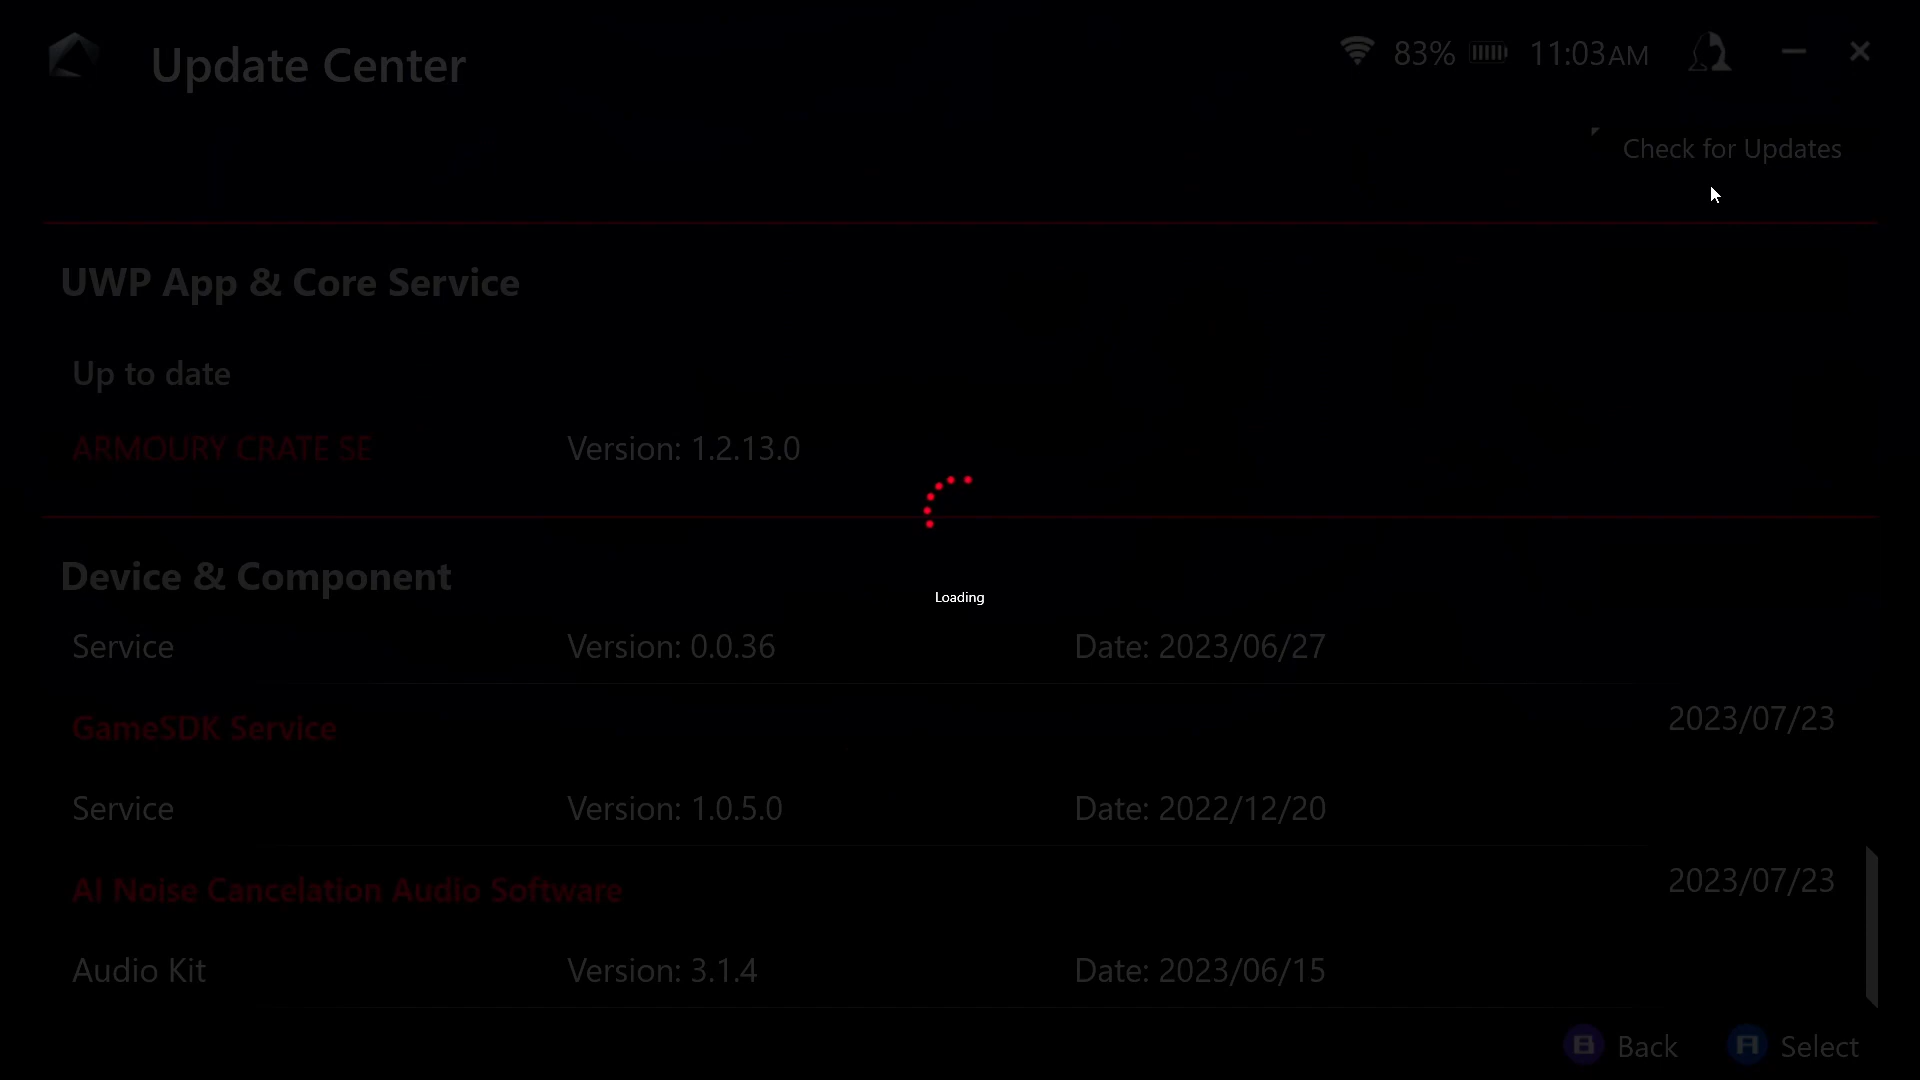 Update Center
83%
11:03AM
Check for Updates
UWP App & Core Service
Up to date
ARMOURY CRATE SE
Version: 1.2.13.0
Loading
Device & Component
Service
Version: 0.0.36
Date: 2023/06/27
GameSDK Service
2023/07/23
Service
Version: 1.0.5.0
Date: 2022/12/20
AI Noise Cancelation Audio Software
2023/07/23
Audio Kit
Version: 3.1.4
Date: 2023/06/15
B Back
A Select